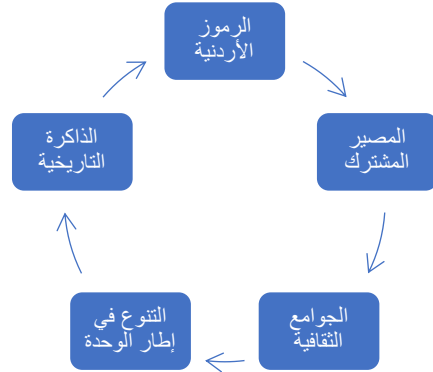 الرموز
الأردنية
المصير
المشترك
الجوامع
الثقافية
التنوع في
إطار الوحدة
الذاكرة
التاريخية